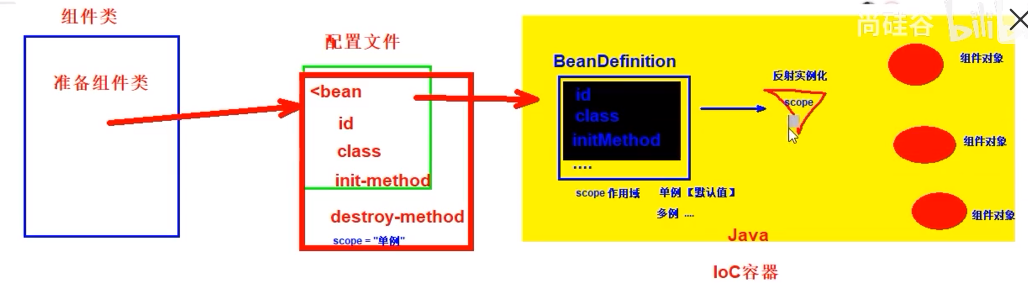 组件类
准备组件类
配置文件
<bean
id
class
init-method
destroy-method
scope = "单例"
尚硅谷 bili
BeanDefinition
id
class
initMethod
....
反射实例化
scope
scope 作用域 单例【默认值】
多例 ....
组件对象
组件对象
组件对象
Java
IoC容器